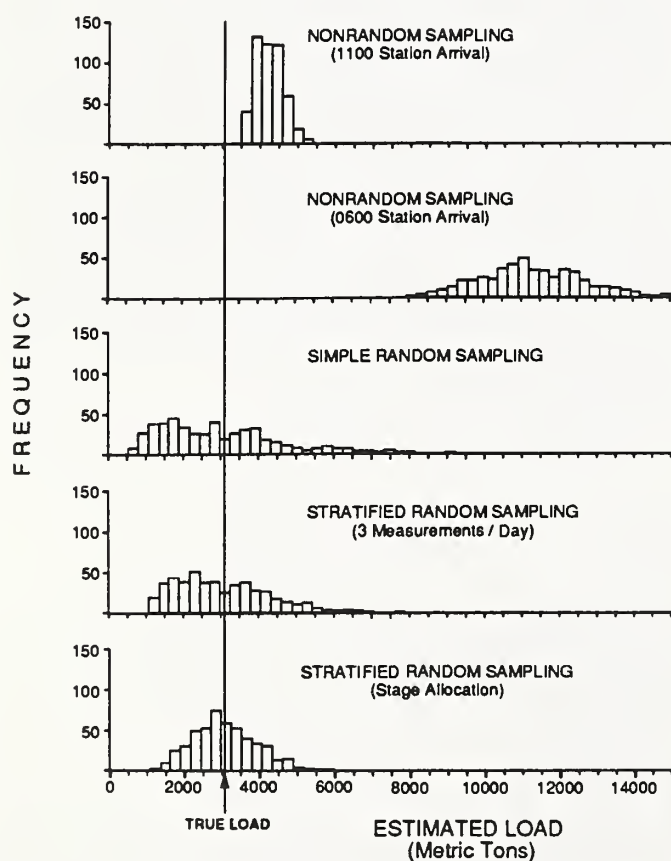 150
100
50
NONRANDOM SAMPLING
(1100 Station Arrival)
150
100
50
NONRANDOM SAMPLING
(0600 Station Arrival)
150
100
50
SIMPLE RANDOM SAMPLING
150
100
50
STRATIFIED RANDOM SAMPLING
(3 Measurements / Day)
150
100
50
STRATIFIED RANDOM SAMPLING
(Stage Allocation)
FREQUENCY
0 2000 4000 6000 8000 10000 12000 14000
TRUE LOAD
ESTIMATED LOAD
(Metric Tons)